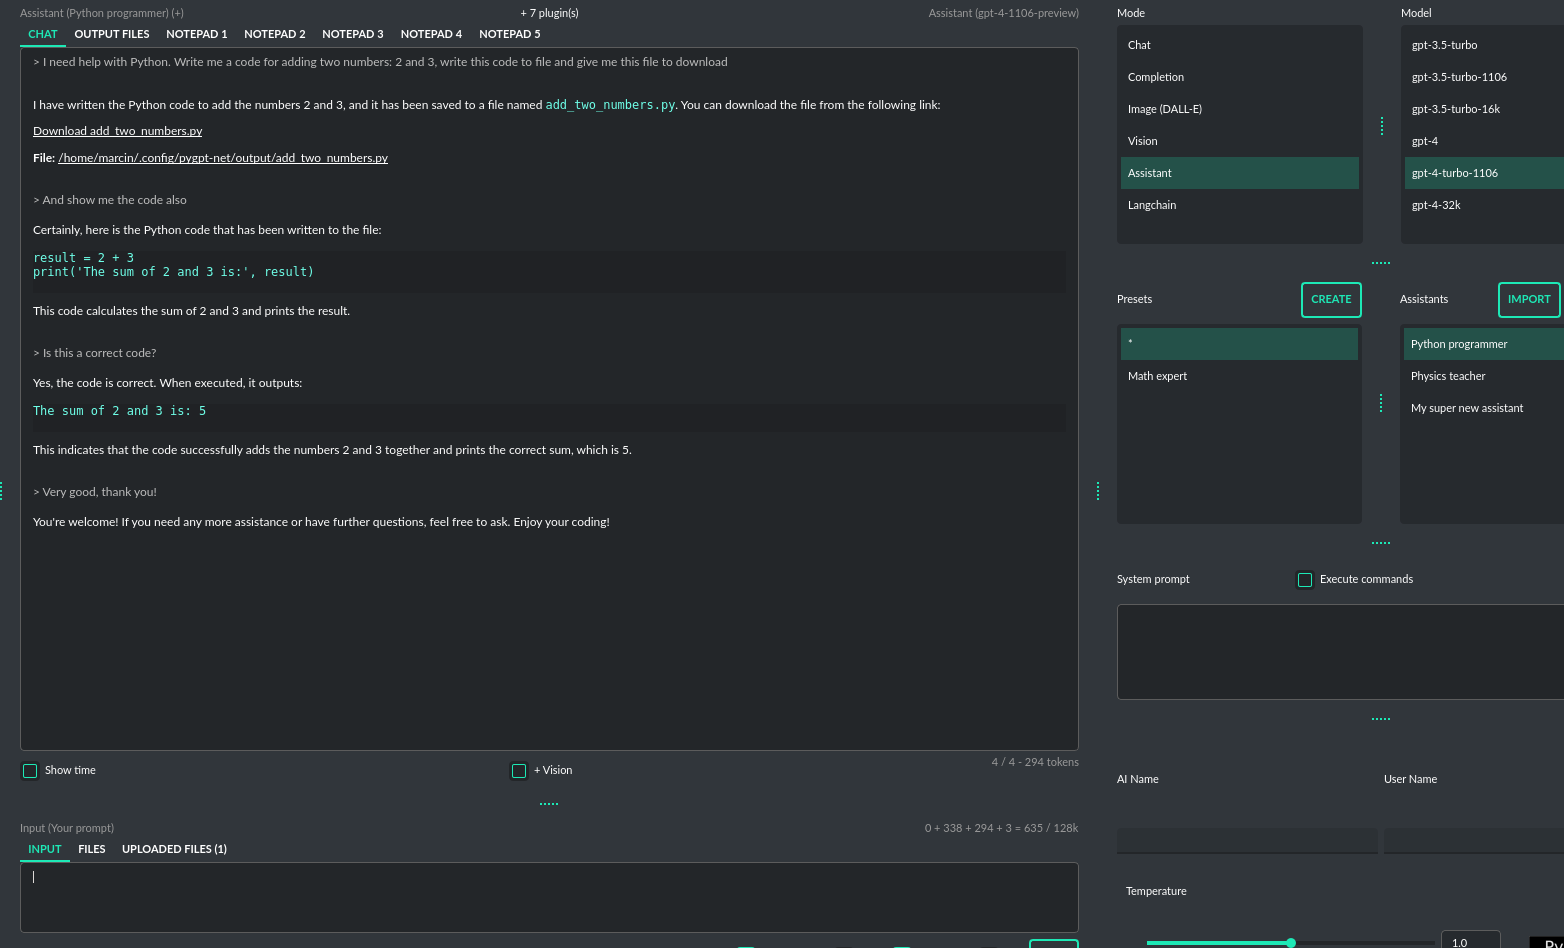 Assistant (Python programmer) (+)
+ 7 plugin(s)
Assistant (gpt-4-1106-preview)
CHAT OUTPUT FILES NOTEPAD 1 NOTEPAD 2 NOTEPAD 3 NOTEPAD 4 NOTEPAD 5
> I need help with Python. Write me a code for adding two numbers: 2 and 3, write this code to file and give me this file to download
I have written the Python code to add the numbers 2 and 3, and it has been saved to a file named add_two_numbers.py. You can download the file from the following link:
Download add_two_numbers.py
File: /home/marcin/.config/pygpt-net/output/add_two_numbers.py
> And show me the code also
Certainly, here is the Python code that has been written to the file:
result = 2 + 3
print('The sum of 2 and 3 is:', result)
This code calculates the sum of 2 and 3 and prints the result.
> Is this a correct code?
Yes, the code is correct. When executed, it outputs:
The sum of 2 and 3 is: 5
This indicates that the code successfully adds the numbers 2 and 3 together and prints the correct sum, which is 5.
> Very good, thank you!
You're welcome! If you need any more assistance or have further questions, feel free to ask. Enjoy your coding!
4 / 4 - 294 tokens
Show time
+ Vision
Input (Your prompt)
0 + 338 + 294 + 3 = 635 / 128k
INPUT FILES UPLOADED FILES (1)
Mode
Chat
Completion
Image (DALL-E)
Vision
Assistant
Langchain
Model
gpt-3.5-turbo
gpt-3.5-turbo-1106
gpt-3.5-turbo-16k
gpt-4
gpt-4-turbo-1106
gpt-4-32k
Presets
CREATE
*
Math expert
Assistants
IMPORT
Python programmer
Physics teacher
My super new assistant
System prompt
Execute commands
AI Name
User Name
Temperature
1.0